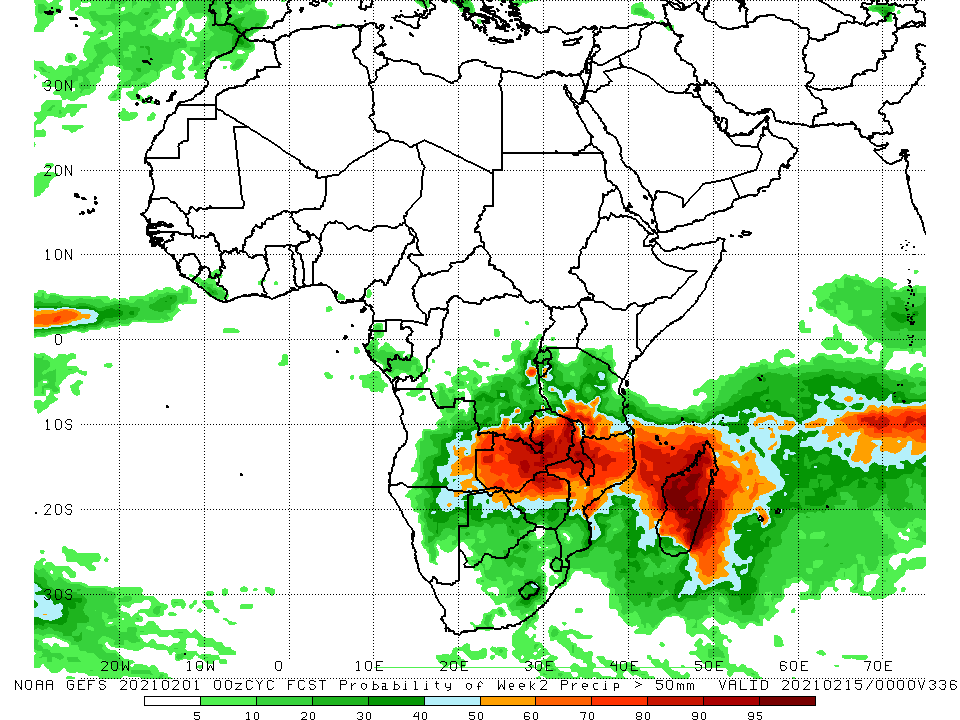 30N
20N
10N
0
10S
20S
30S
20W 10W 0 10E 20E 30E 40E 50E 60E 70E
NOAA GEFS 20210201 00zCYC FCST Probability of Week2 Precip > 50mm VALID 20210215/0000V336
5 10 20 30 40 50 60 70 80 90 95